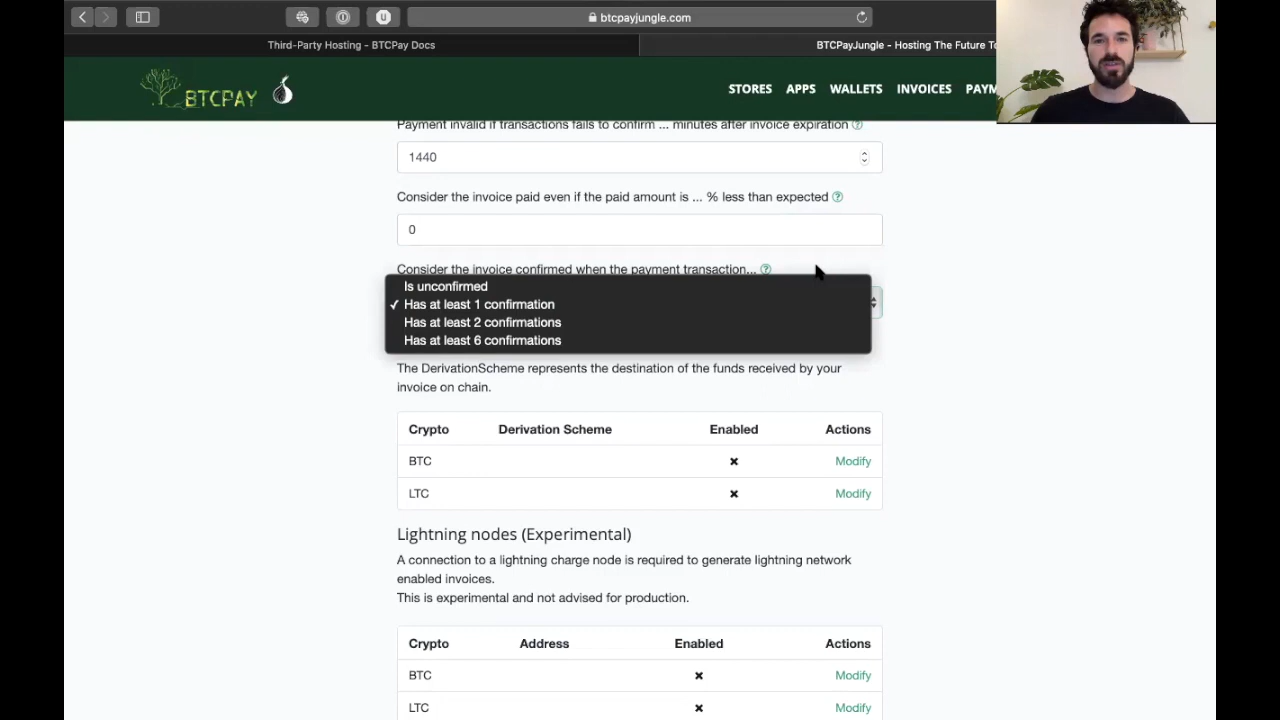 btcpayjungle.com
Third-Party Hosting - BTCPay Docs
BTCPayJungle - Hosting The Future To
BTCPAY
STORES APPS WALLETS INVOICES PAYM
Payment invalid if transactions fails to confirm ... minutes after invoice expiration ?
1440
Consider the invoice paid even if the paid amount is ... % less than expected ?
0
Consider the invoice confirmed when the payment transaction... ?
Is unconfirmed
✓ Has at least 1 confirmation
Has at least 2 confirmations
Has at least 6 confirmations
The DerivationScheme represents the destination of the funds received by your
invoice on chain.
Crypto Derivation Scheme Enabled Actions
BTC Modify
LTC Modify
Lightning nodes (Experimental)
A connection to a lightning charge node is required to generate lightning network
enabled invoices.
This is experimental and not advised for production.
Crypto Address Enabled Actions
BTC Modify
LTC Modify